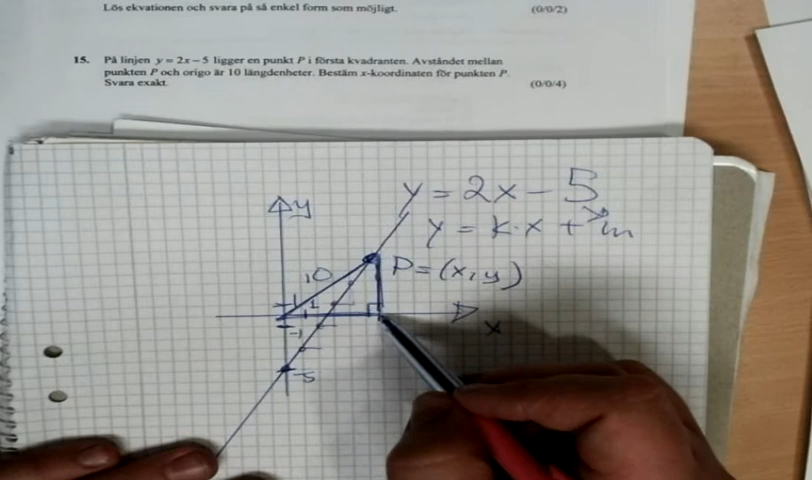 Lös ekvationen och svara på så enkel form som möjligt. (0/0/2)
15. På linjen y = 2x − 5 ligger en punkt P i första kvadranten. Avståndet mellan
punkten P och origo är 10 längdenheter. Bestäm x-koordinaten för punkten P.
Svara exakt. (0/0/4)
y = 2x − 5
y = k·x + m
y
10
P = (x, y)
1
-1
x
-5